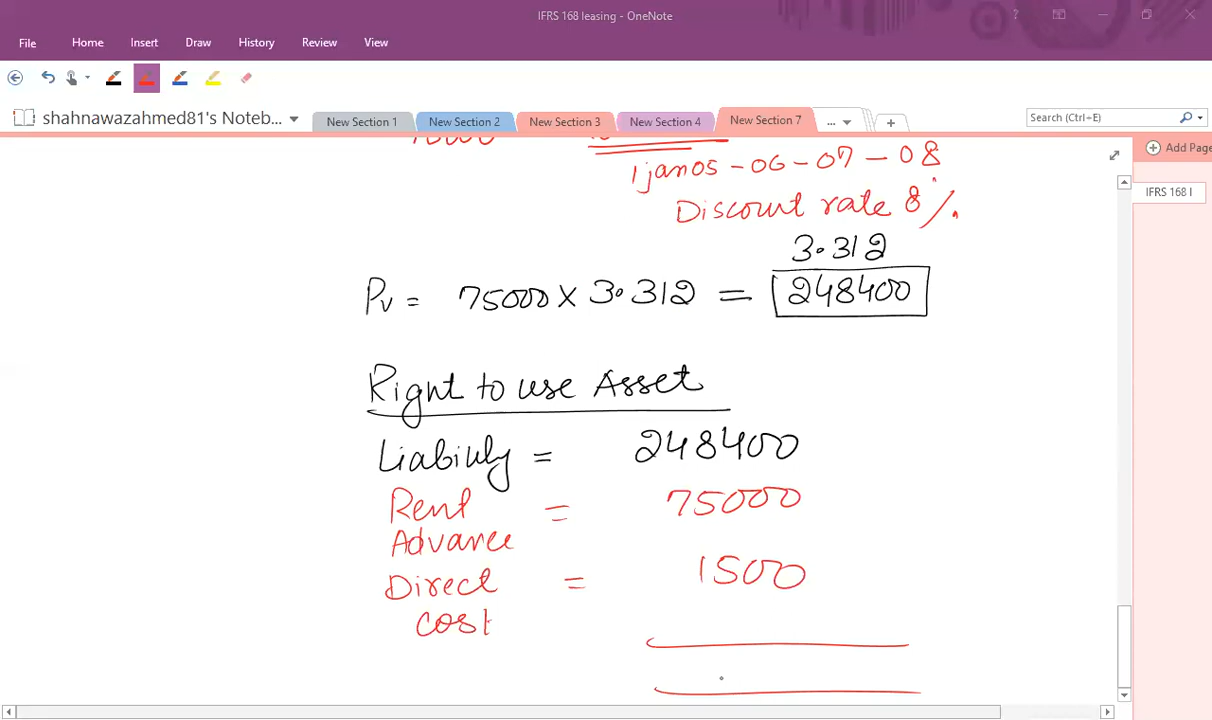 IFRS 168 leasing - OneNote
File Home Insert Draw History Review View
shahnawazahmed81's Noteb...
New Section 1 New Section 2 New Section 3 New Section 4 New Section 7 ...
Search (Ctrl+E)
Add Page
IFRS 168 l
1 jan 05 - 06 - 07 - 08
Discount rate 8%.
3.312
Pv = 75000 x 3.312 = 248400
Right to use Asset
Liability = 248400
Rent = 75000
Advance
Direct = 1500
cost